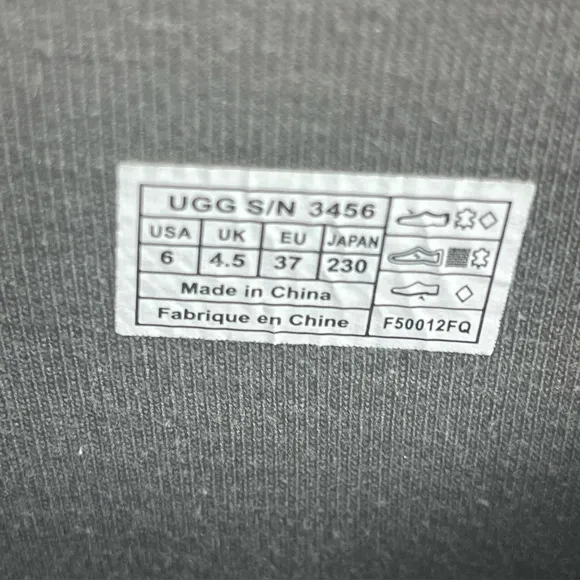 UGG S/N 3456
USA UK EU JAPAN
6 4.5 37 230
Made in China
Fabrique en Chine F50012FQ